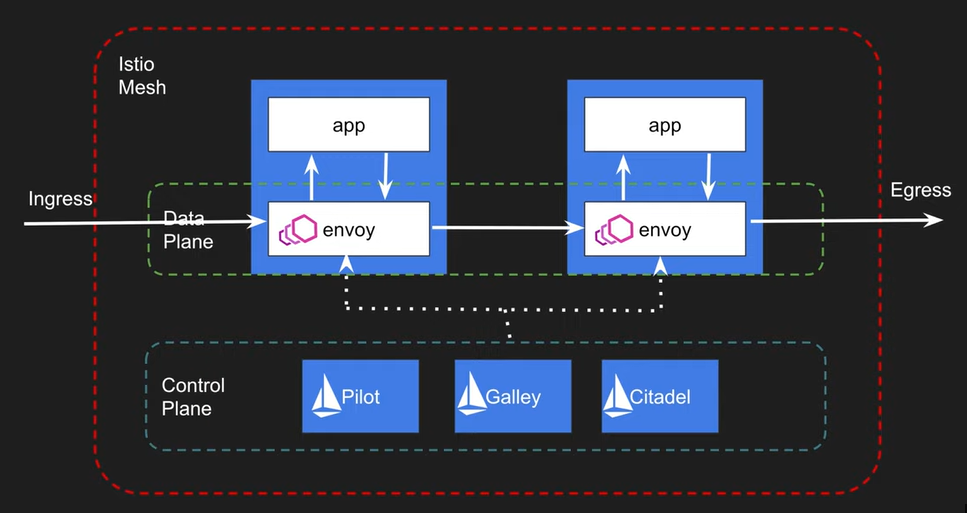 Istio
Mesh
app
app
Ingress
Egress
Data
Plane
envoy
envoy
Control
Plane
Pilot
Galley
Citadel